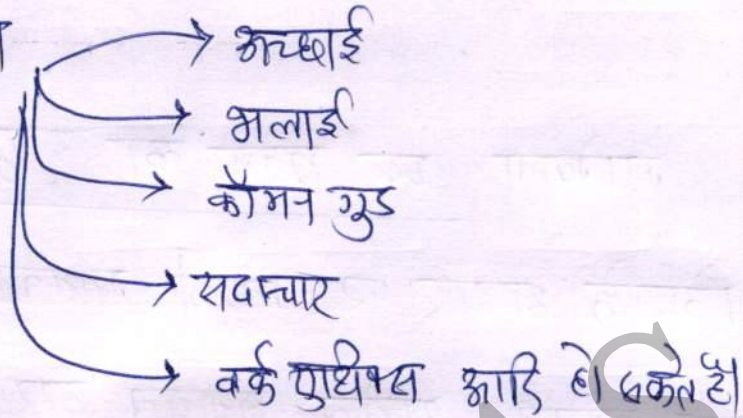 अच्छाई
भलाई
कौमन गुड
सदाचार
वर्क एथिक्स आदि हो सकते हैं।